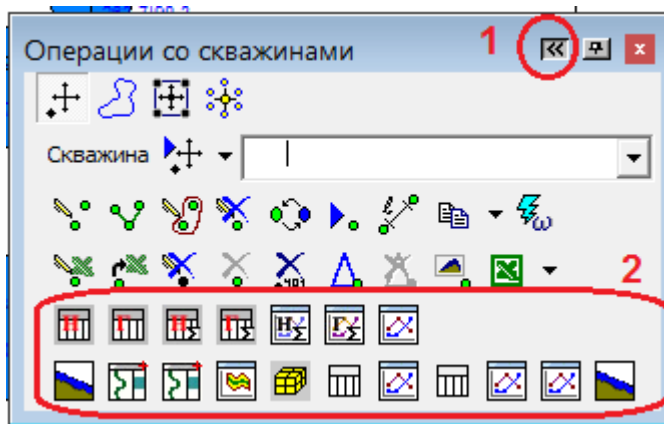 Операции со скважинами 1
Скважина
2
Н Г Н Σ Г Σ Н Σ Г Σ